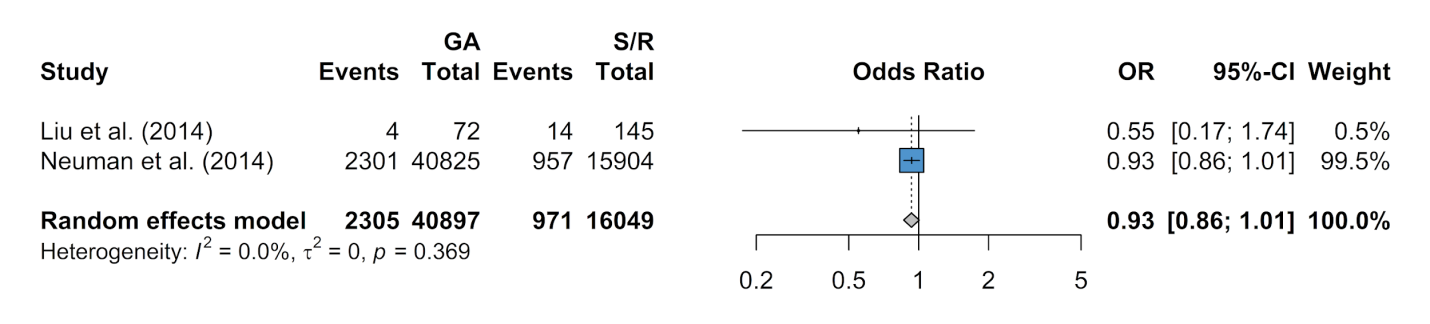 GA S/R
Study Events Total Events Total Odds Ratio OR 95%-CI Weight
Liu et al. (2014) 4 72 14 145 0.55 [0.17; 1.74] 0.5%
Neuman et al. (2014) 2301 40825 957 15904 0.93 [0.86; 1.01] 99.5%
Random effects model 2305 40897 971 16049 0.93 [0.86; 1.01] 100.0%
Heterogeneity: I² = 0.0%, τ² = 0, p = 0.369
0.2 0.5 1 2 5